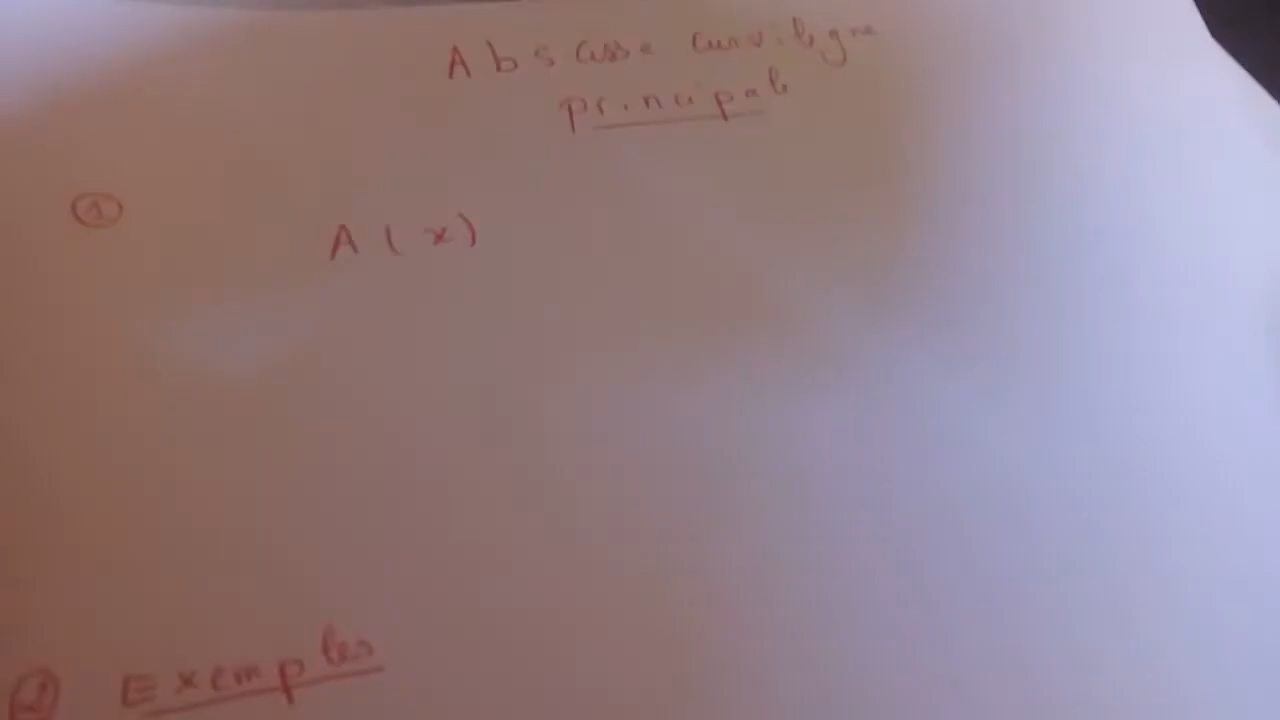 Abscisse curviligne
principale
①
A(x)
② Exemples